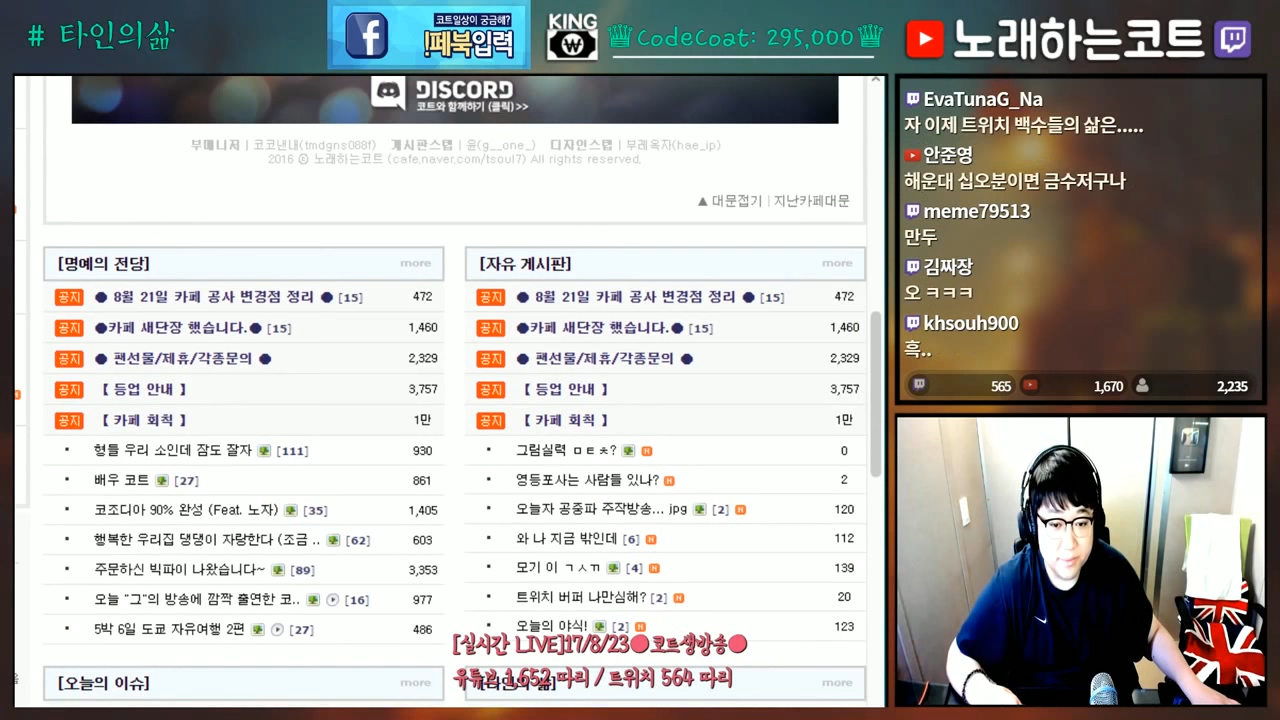 # 타인의삶
코트일상이 궁금해?
!페북입력
KING
CodeCoat: 295,000
노래하는코트
DISCORD
코트와 함께하기 (클릭)>>
부매니저 | 코코낸내(tmdgns088f) 게시판스탭 | 윤(g__one_) 디자인스탭 | 부레옥자(hae_ip)
2016 ⓒ 노래하는코트 (cafe.naver.com/tsoul7) All rights reserved.
▲ 대문접기 | 지난카페대문
[명예의 전당] more
공지 ● 8월 21일 카페 공사 변경점 정리 ● [15] 472
공지 ●카페 새단장 했습니다.● [15] 1,460
공지 ● 팬선물/제휴/각종문의 ● 2,329
공지 【 등업 안내 】 3,757
공지 【 카페 회칙 】 1만
형들 우리 소인데 잠도 잘자 [111] 930
배우 코트 [27] 861
코조디아 90% 완성 (Feat. 노자) [35] 1,405
행복한 우리집 댕댕이 자랑한다 (조금 .. [62] 603
주문하신 빅파이 나왔습니다~ [89] 3,353
오늘 "그"의 방송에 깜짝 출연한 코.. [16] 977
5박 6일 도쿄 자유여행 2편 [27] 486
[오늘의 이슈] more
[자유 게시판] more
공지 ● 8월 21일 카페 공사 변경점 정리 ● [15] 472
공지 ●카페 새단장 했습니다.● [15] 1,460
공지 ● 팬선물/제휴/각종문의 ● 2,329
공지 【 등업 안내 】 3,757
공지 【 카페 회칙 】 1만
그럼실력 ㅁㅌㅊ? N 0
영등포사는 사람들 있나? N 2
오늘자 공중파 주작방송... jpg [2] N 120
와 나 지금 밖인데 [6] N 112
모기 이 ㄱㅅㄲ [4] N 139
트위치 버퍼 나만심해? [2] N 20
오늘의 야식! [2] N 123
[타인의 삶] more
[실시간 LIVE]17/8/23●코트생방송●
유튜브 1,652 따리 / 트위치 564 따리
EvaTunaG_Na
자 이제 트위치 백수들의 삶은.....
안준영
해운대 십오분이면 금수저구나
meme79513
만두
김짜장
오 ㅋㅋㅋ
khsouh900
흑..
565 1,670 2,235